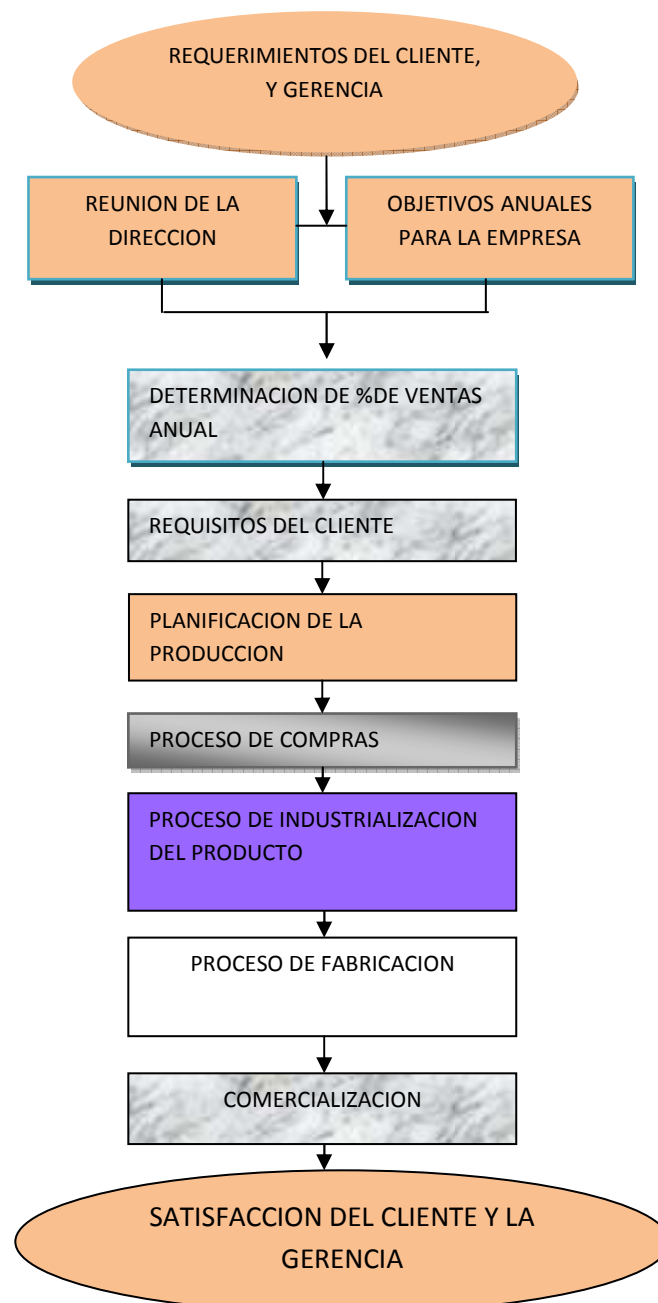 REQUERIMIENTOS DEL CLIENTE,
Y GERENCIA
REUNION DE LA
DIRECCION
OBJETIVOS ANUALES
PARA LA EMPRESA
DETERMINACION DE %DE VENTAS
ANUAL
REQUISITOS DEL CLIENTE
PLANIFICACION DE LA
PRODUCCION
PROCESO DE COMPRAS
PROCESO DE INDUSTRIALIZACION
DEL PRODUCTO
PROCESO DE FABRICACION
COMERCIALIZACION
SATISFACCION DEL CLIENTE Y LA
GERENCIA